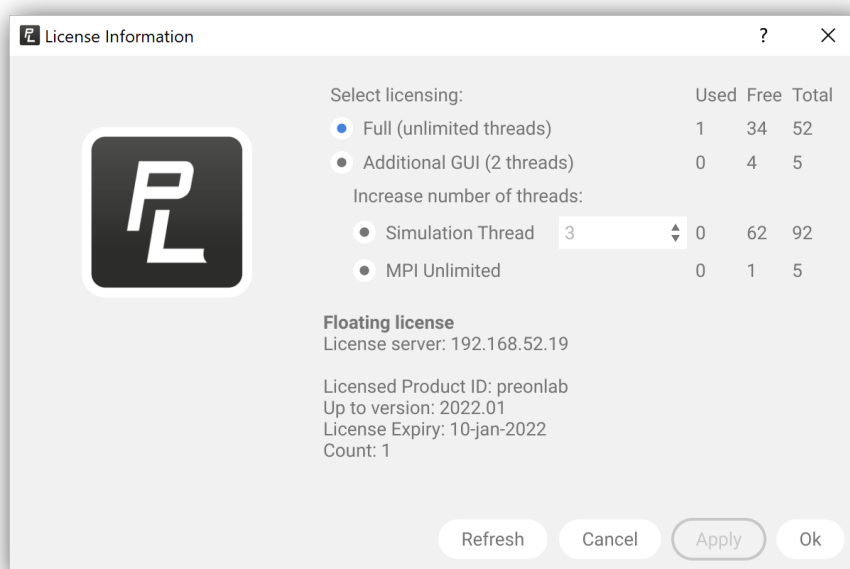 PL License Information ? ×
Select licensing: Used Free Total
Full (unlimited threads) 1 34 52
Additional GUI (2 threads) 0 4 5
Increase number of threads:
Simulation Thread 3 0 62 92
MPI Unlimited 0 1 5
PL
Floating license
License server: 192.168.52.19
Licensed Product ID: preonlab
Up to version: 2022.01
License Expiry: 10-jan-2022
Count: 1
Refresh Cancel Apply Ok